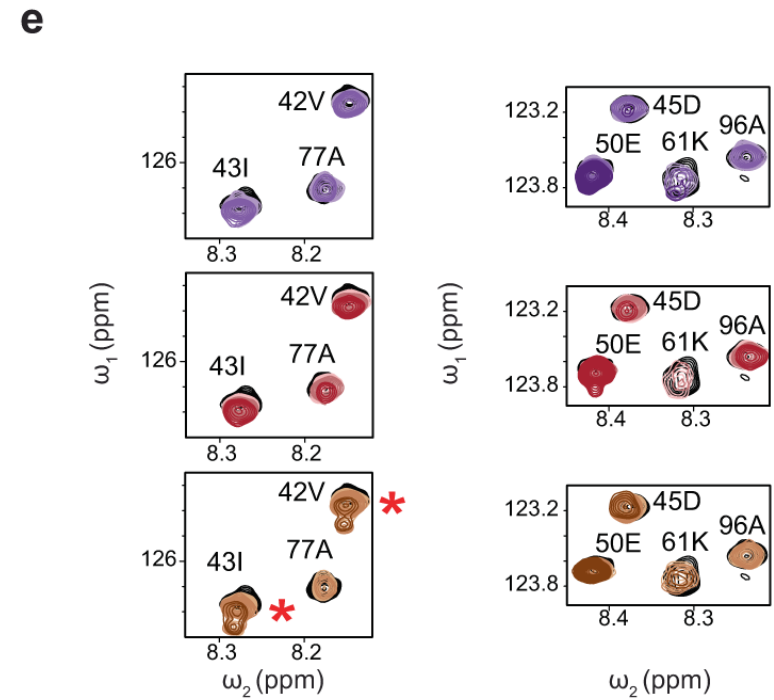 e
42V
43I
77A
126
8.3 8.2
42V
43I
77A
126
8.3 8.2
42V *
43I *
77A
126
8.3 8.2
ω1 (ppm)
ω2 (ppm)
123.2
45D
50E 61K 96A
123.8
8.4 8.3
123.2
45D
50E 61K 96A
123.8
8.4 8.3
123.2
45D
50E 61K 96A
123.8
8.4 8.3
ω1 (ppm)
ω2 (ppm)